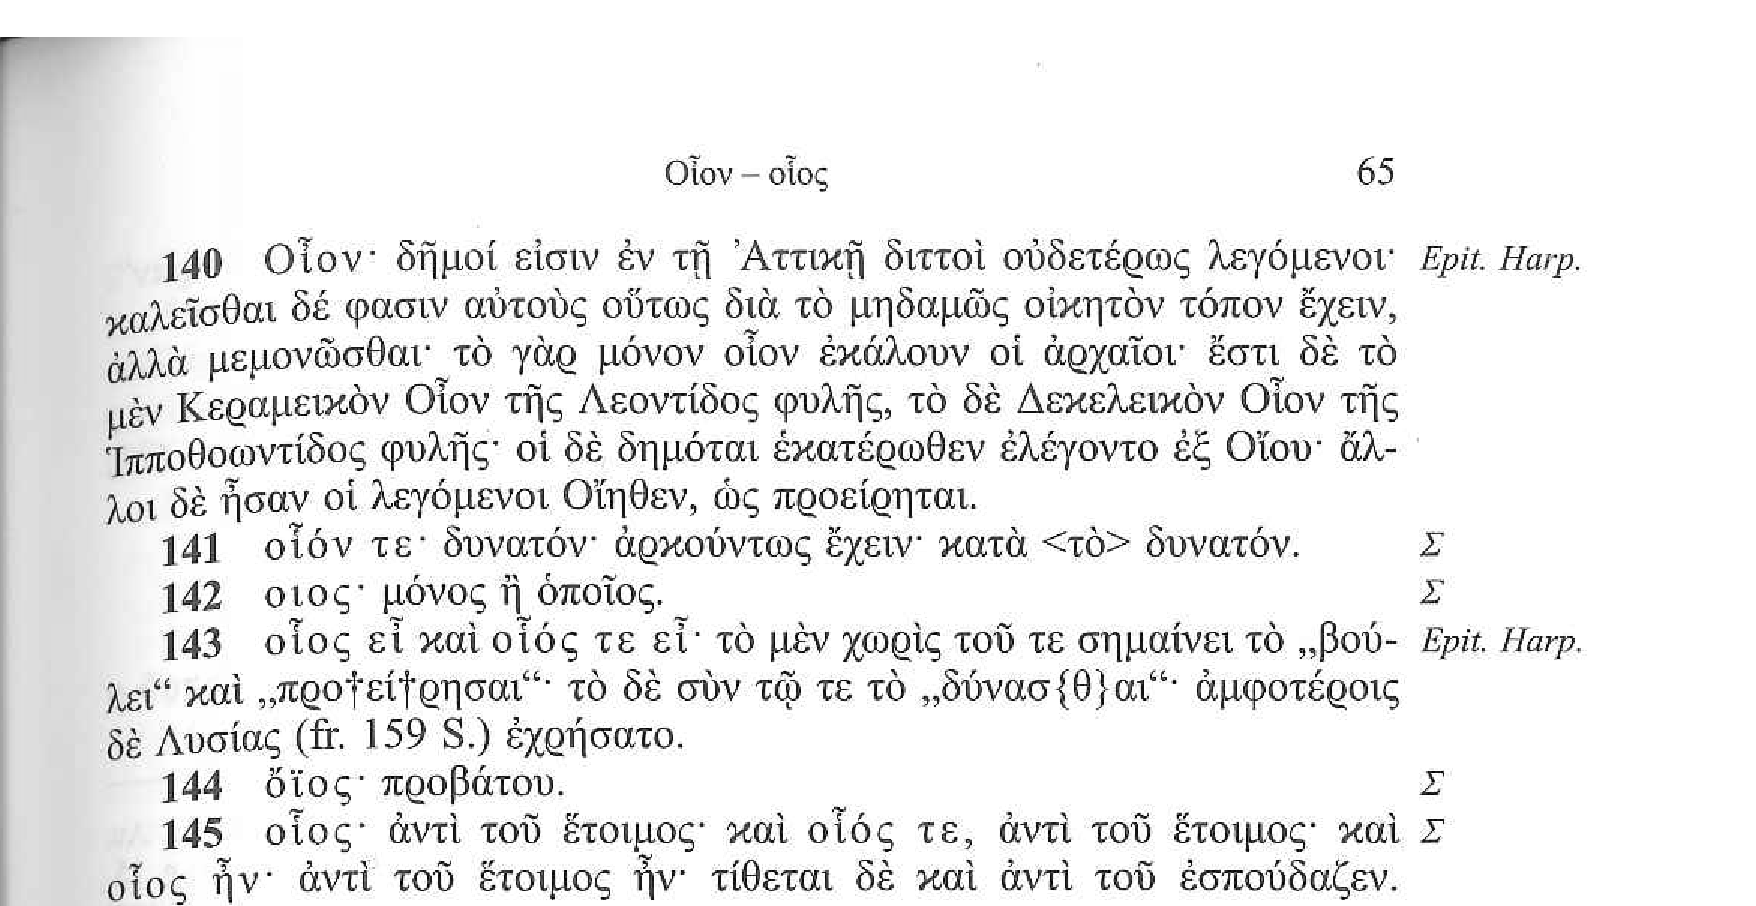 Οἶον – οἷος 65
140 Οἶον· δῆμοί εἰσιν ἐν τῇ Ἀττικῇ διττοὶ οὐδετέρως λεγόμενοι· Epit. Harp.
καλεῖσθαι δέ φασιν αὐτοὺς οὕτως διὰ τὸ μηδαμῶς οἰκητὸν τόπον ἔχειν,
ἀλλὰ μεμονῶσθαι· τὸ γὰρ μόνον οἶον ἐκάλουν οἱ ἀρχαῖοι· ἔστι δὲ τὸ
μὲν Κεραμεικὸν Οἶον τῆς Λεοντίδος φυλῆς, τὸ δὲ Δεκελεικὸν Οἶον τῆς
Ἱπποθοωντίδος φυλῆς· οἱ δὲ δημόται ἑκατέρωθεν ἐλέγοντο ἐξ Οἴου· ἄλ-
λοι δὲ ἦσαν οἱ λεγόμενοι Οἴηθεν, ὡς προείρηται.
141 οἷόν τε· δυνατόν· ἀρκούντως ἔχειν· κατὰ <τὸ> δυνατόν. Σ
142 οιος· μόνος ἢ ὁποῖος. Σ
143 οἷος εἶ καὶ οἷός τε εἶ· τὸ μὲν χωρὶς τοῦ τε σημαίνει τὸ „βού- Epit. Harp.
λει“ καὶ „προ†εί†ρησαι“· τὸ δὲ σὺν τῷ τε τὸ „δύνασ{θ}αι“· ἀμφοτέροις
δὲ Λυσίας (fr. 159 S.) ἐχρήσατο.
144 ὄϊος· προβάτου. Σ
145 οἷος· ἀντὶ τοῦ ἕτοιμος· καὶ οἷός τε, ἀντὶ τοῦ ἕτοιμος· καὶ Σ
οἷος ἦν· ἀντὶ τοῦ ἕτοιμος ἦν· τίθεται δὲ καὶ ἀντὶ τοῦ ἐσπούδαζεν.